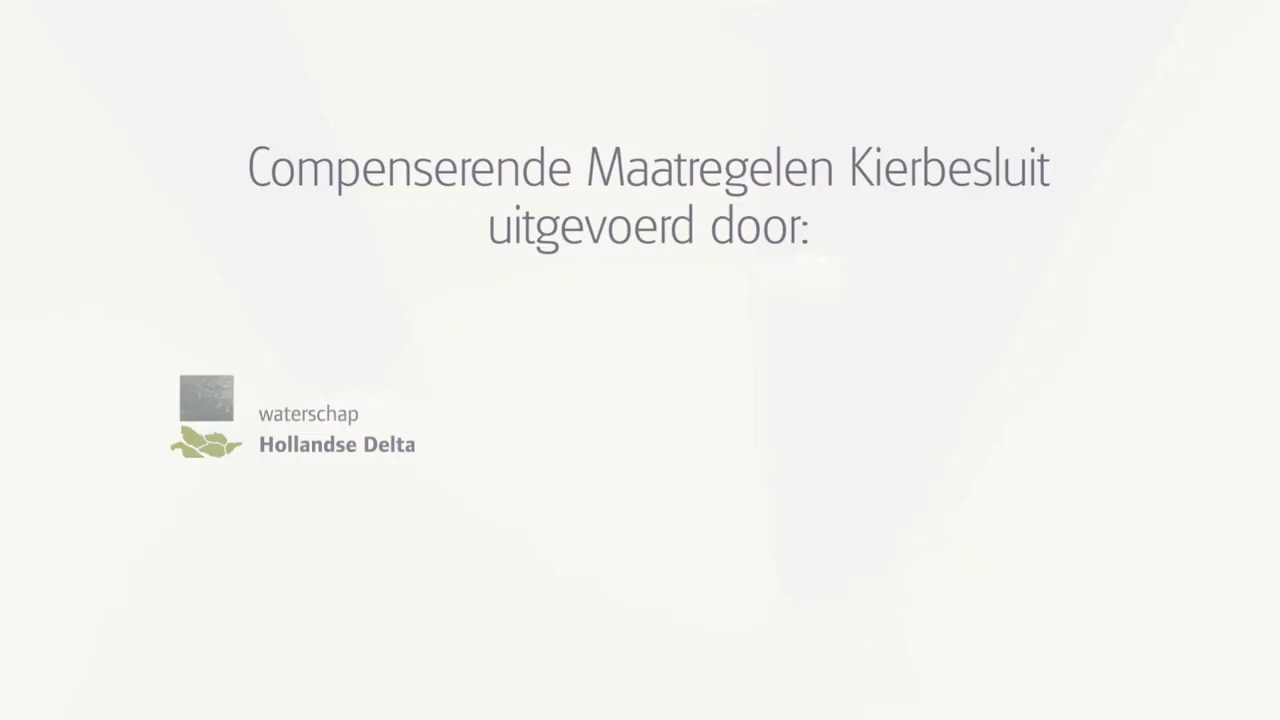 Compenserende Maatregelen Kierbesluit
uitgevoerd door:
waterschap
Hollandse Delta